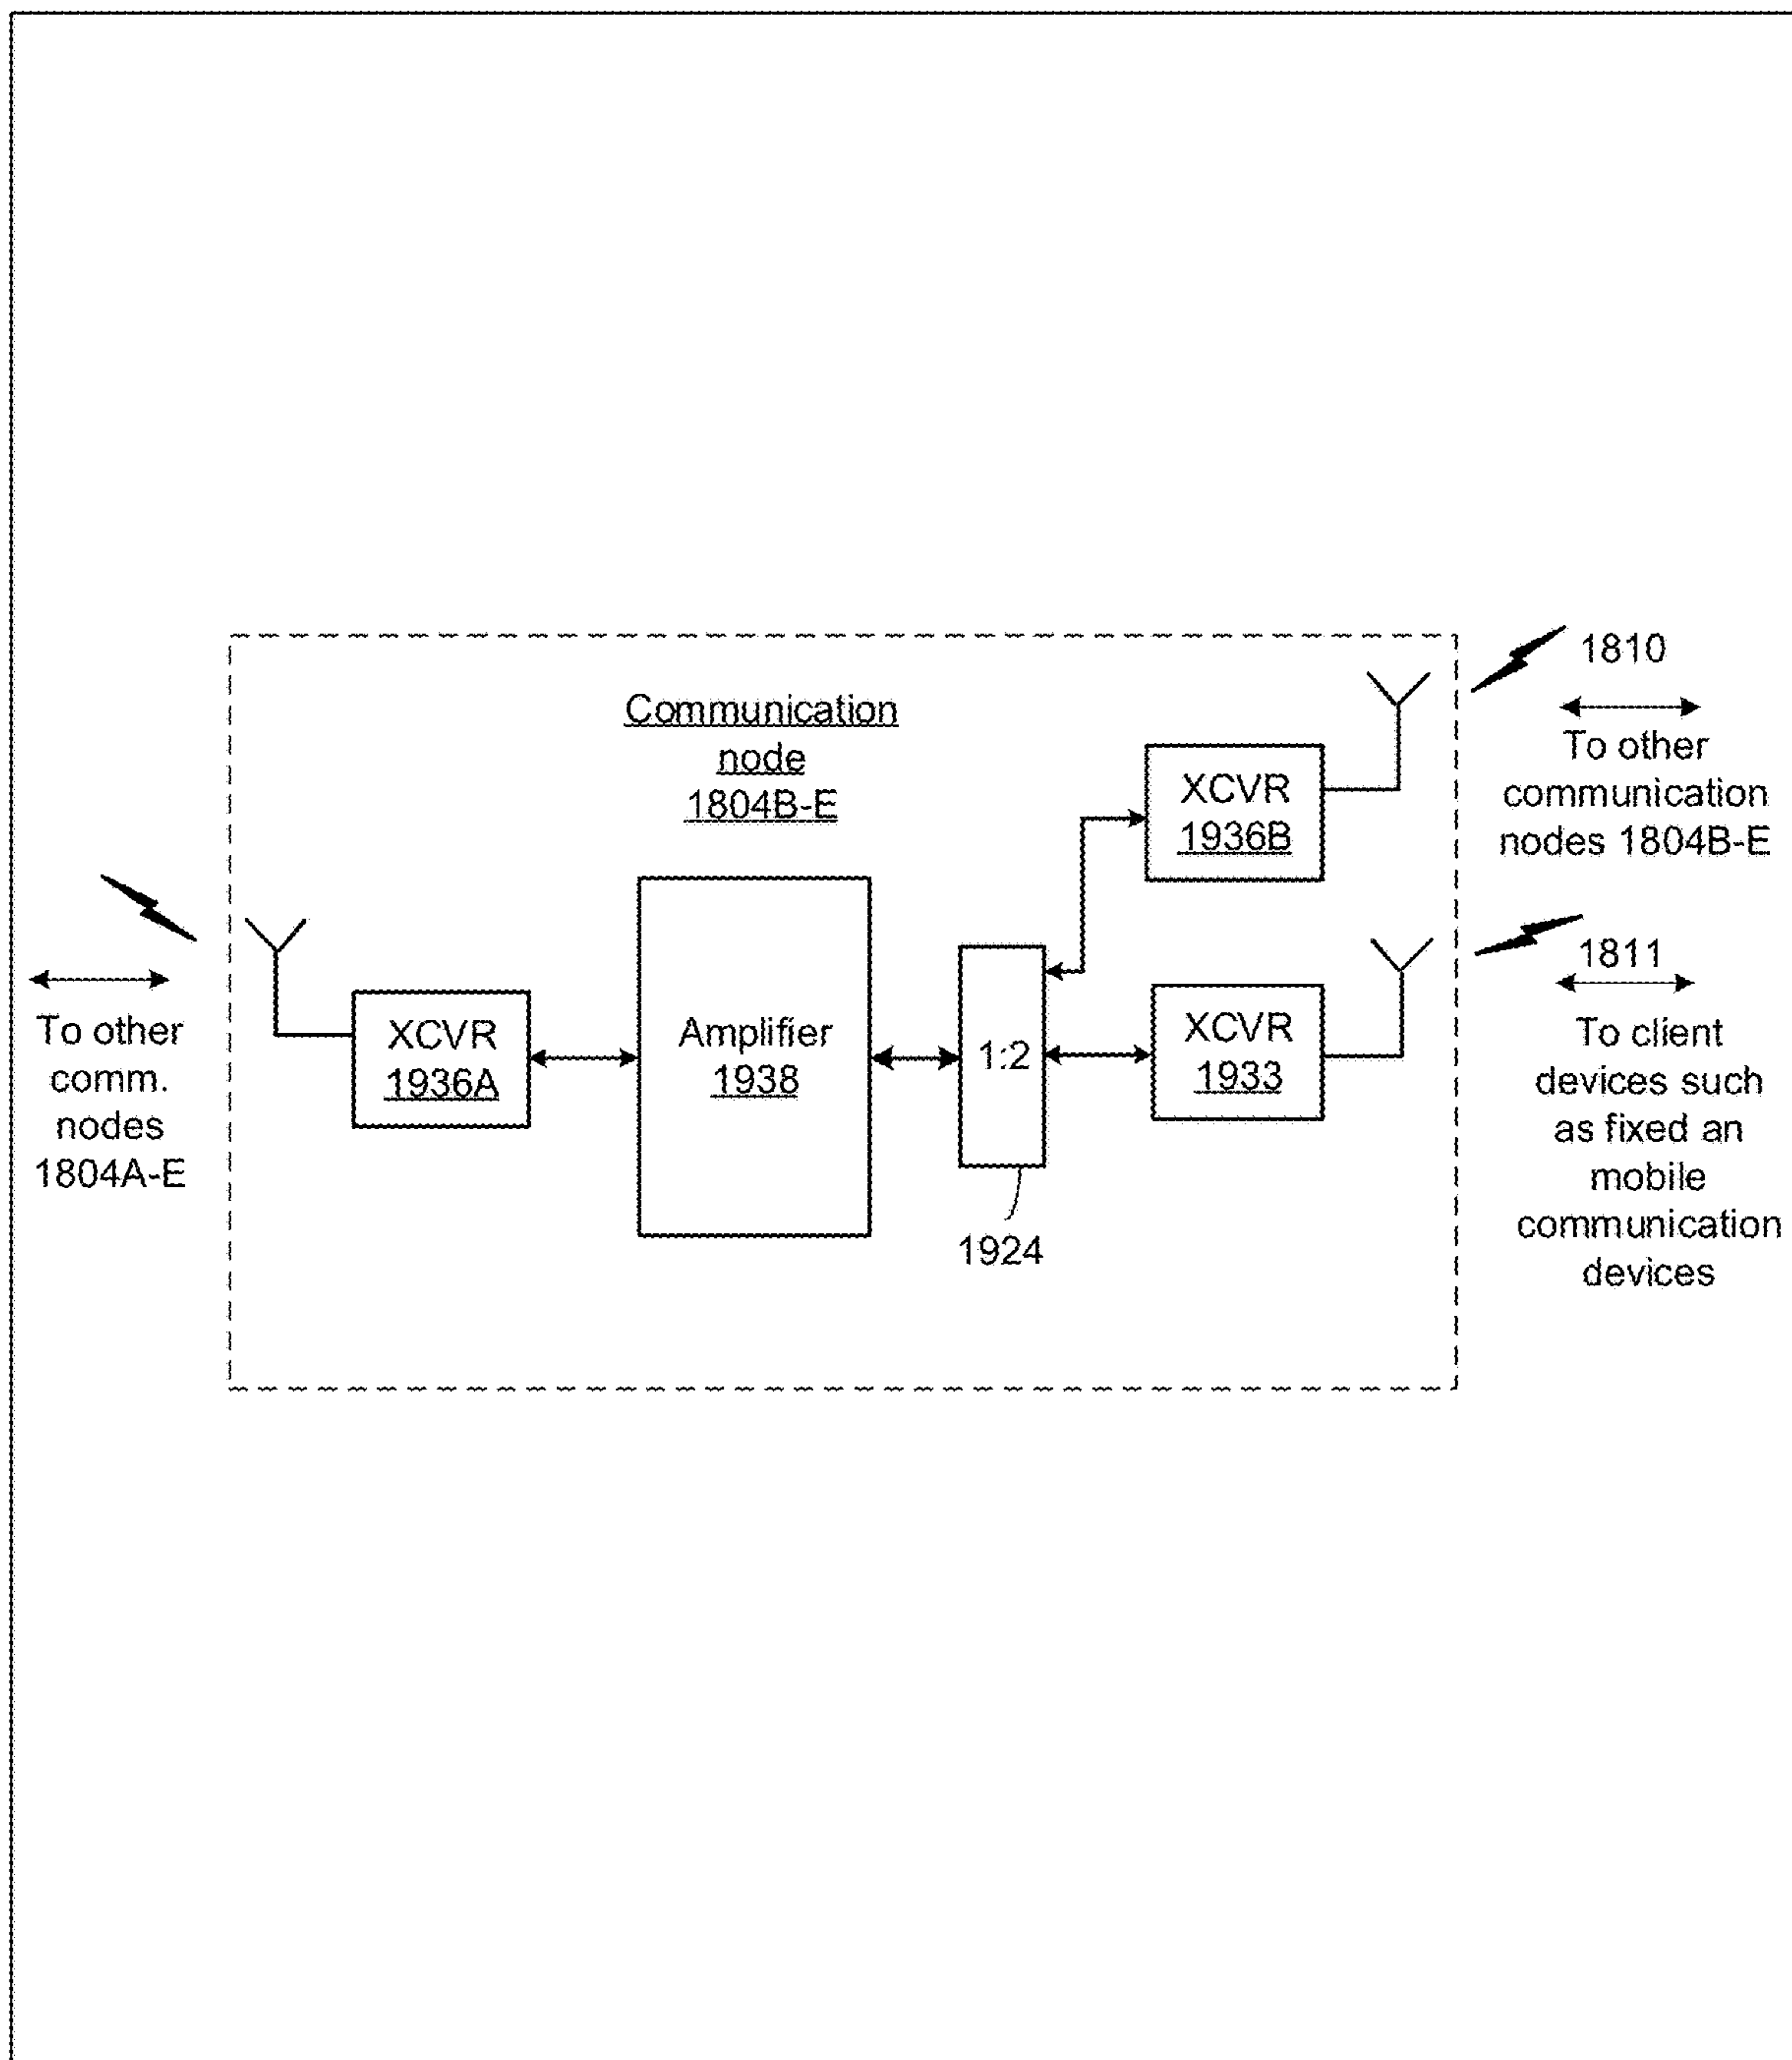 Communication
node
1804B-E
1810
To other
communication
nodes 1804B-E
XCVR
1936B
To other
comm.
nodes
1804A-E
XCVR
1936A
Amplifier
1938
1:2
1924
XCVR
1933
1811
To client
devices such
as fixed an
mobile
communication
devices